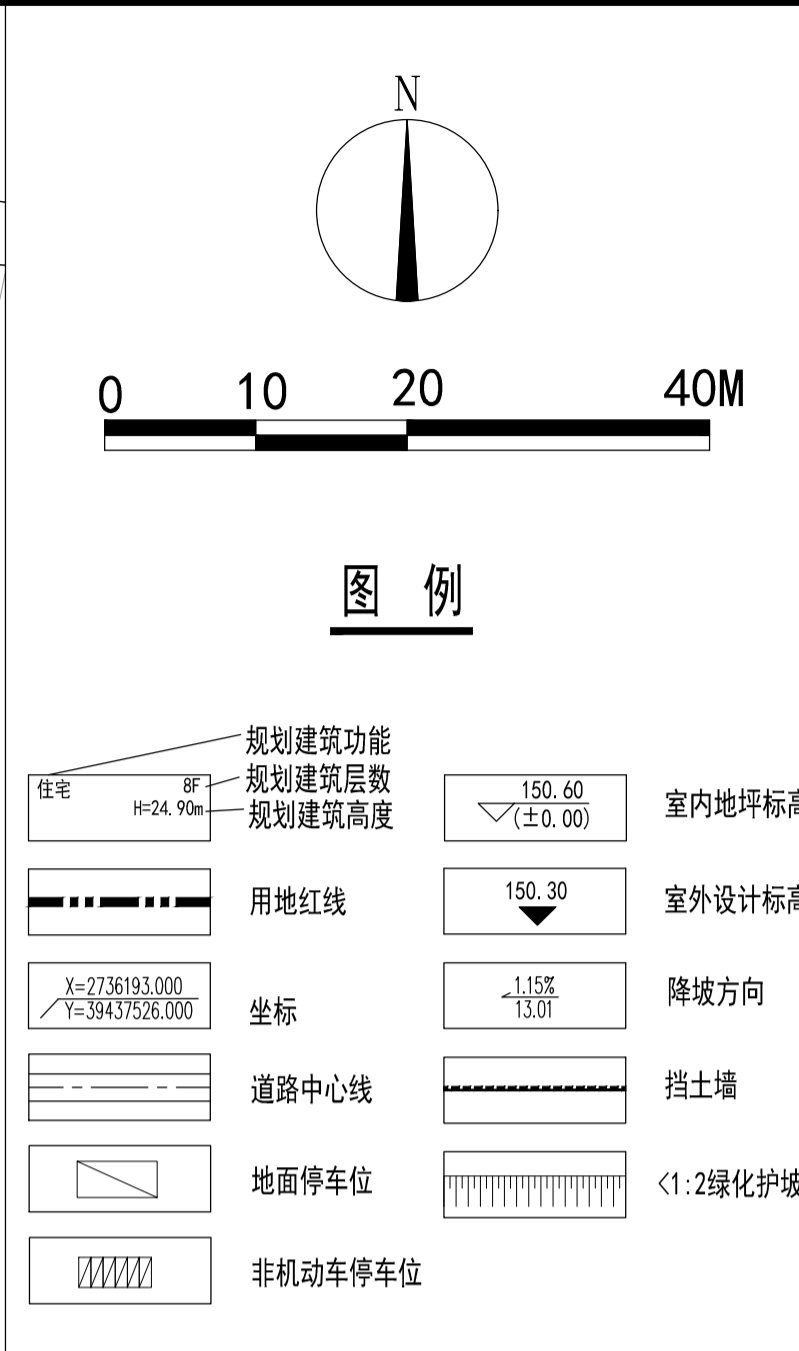 N
0 10 20 40M
图 例
规划建筑功能
住宅 8F 规划建筑层数
H=24.90m 规划建筑高度
150.60
(±0.00)
室内地坪标高
用地红线
150.30
室外设计标高
X=2736193.000
Y=39437526.000
坐标
1.15%
13.01
降坡方向
道路中心线
挡土墙
地面停车位
<1:2绿化护坡
非机动车停车位